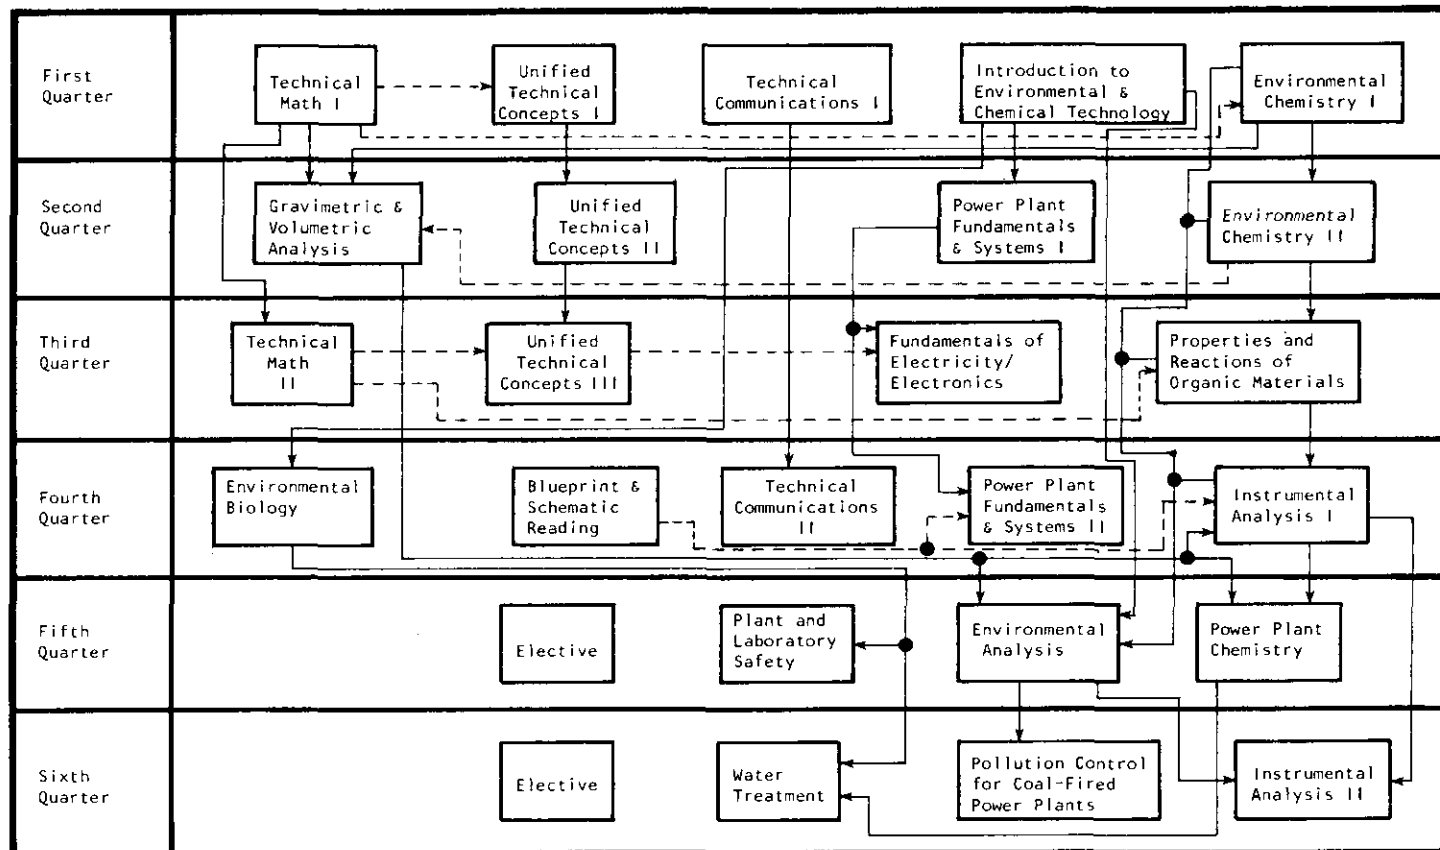 First
Quarter
Technical
Math I
Unified
Technical
Concepts I
Technical
Communications I
Introduction to
Environmental &
Chemical Technology
Environmental
Chemistry I
Second
Quarter
Gravimetric &
Volumetric
Analysis
Unified
Technical
Concepts II
Power Plant
Fundamentals
& Systems I
Environmental
Chemistry II
Third
Quarter
Technical
Math
II
Unified
Technical
Concepts III
Fundamentals of
Electricity/
Electronics
Properties and
Reactions of
Organic Materials
Fourth
Quarter
Environmental
Biology
Blueprint &
Schematic
Reading
Technical
Communications
II
Power Plant
Fundamentals
& Systems II
Instrumental
Analysis I
Fifth
Quarter
Elective
Plant and
Laboratory
Safety
Environmental
Analysis
Power Plant
Chemistry
Sixth
Quarter
Elective
Water
Treatment
Pollution Control
for Coal-Fired
Power Plants
Instrumental
Analysis II